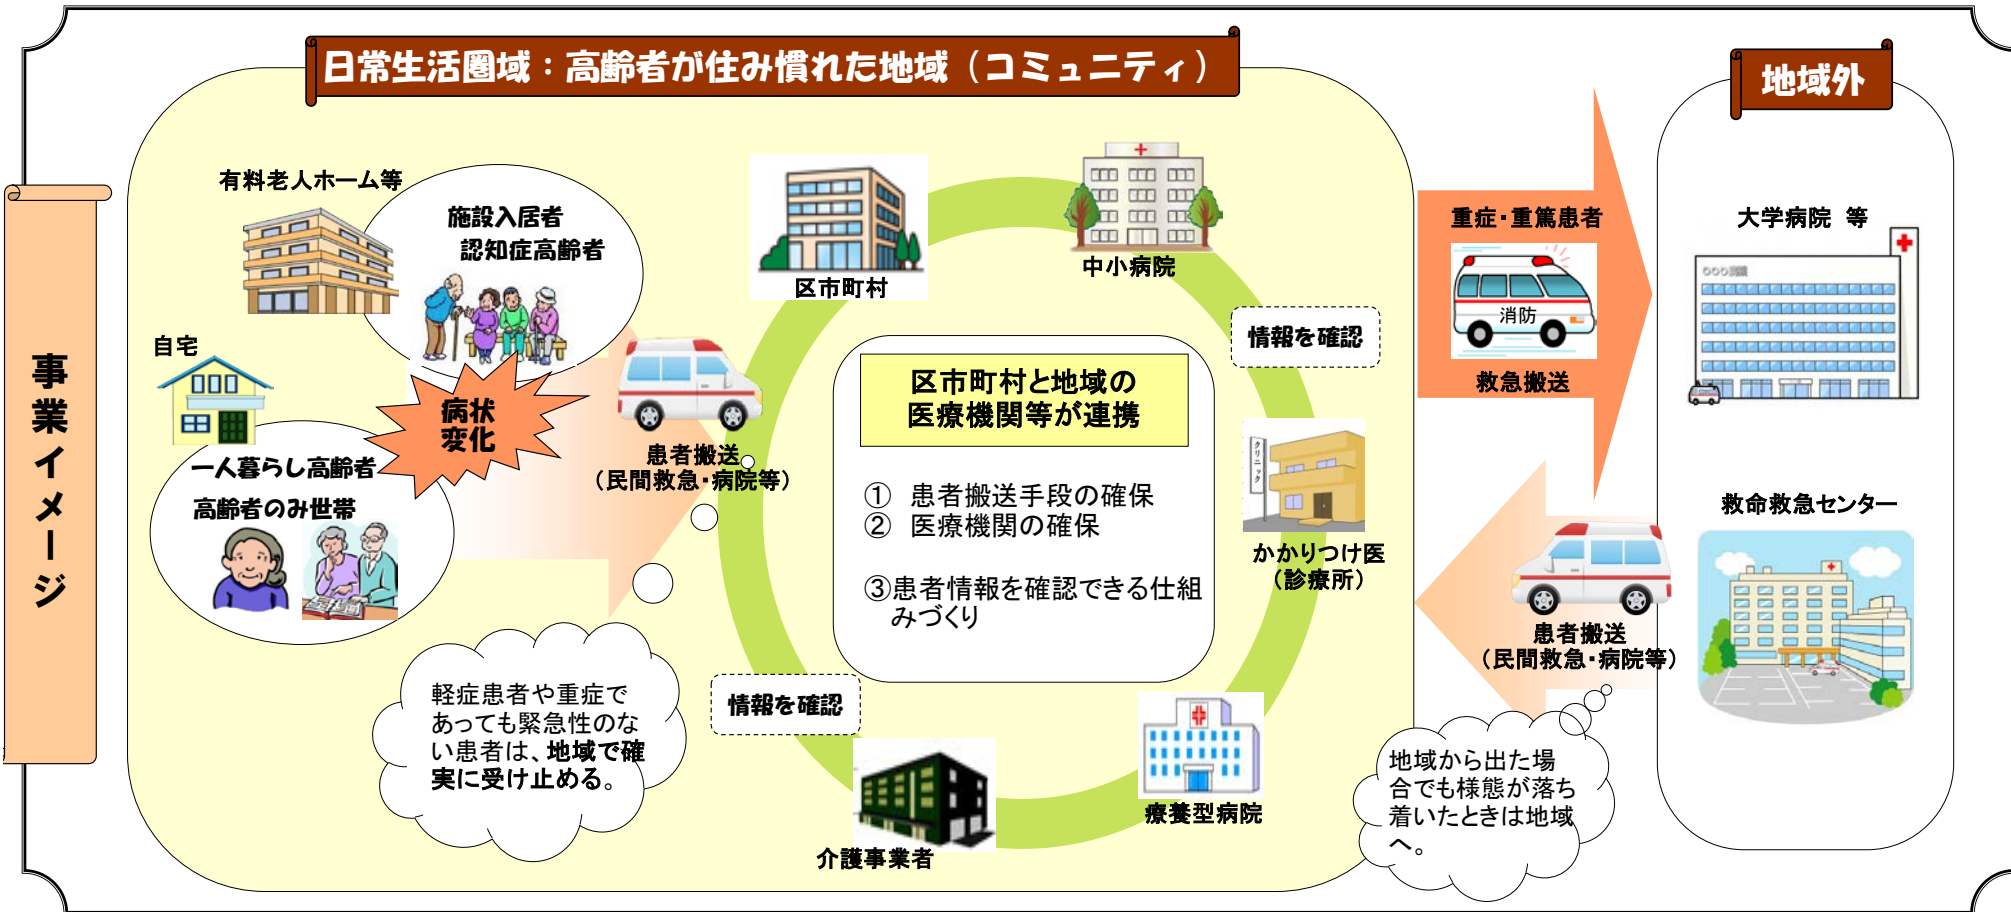 日常生活圏域：高齢者が住み慣れた地域（コミュニティ）
地域外
事業イメージ
有料老人ホーム等
施設入居者
認知症高齢者
自宅
病状
変化
一人暮らし高齢者
高齢者のみ世帯
患者搬送
（民間救急・病院等）
軽症患者や重症で
あっても緊急性のな
い患者は、地域で確
実に受け止める。
区市町村
中小病院
情報を確認
区市町村と地域の
医療機関等が連携
① 患者搬送手段の確保
② 医療機関の確保
③患者情報を確認できる仕組
みづくり
クリニック
かかりつけ医
（診療所）
情報を確認
療養型病院
介護事業者
重症・重篤患者
消防
救急搬送
患者搬送
（民間救急・病院等）
地域から出た場
合でも様態が落ち
着いたときは地域
へ。
大学病院 等
〇〇〇病院
救命救急センター